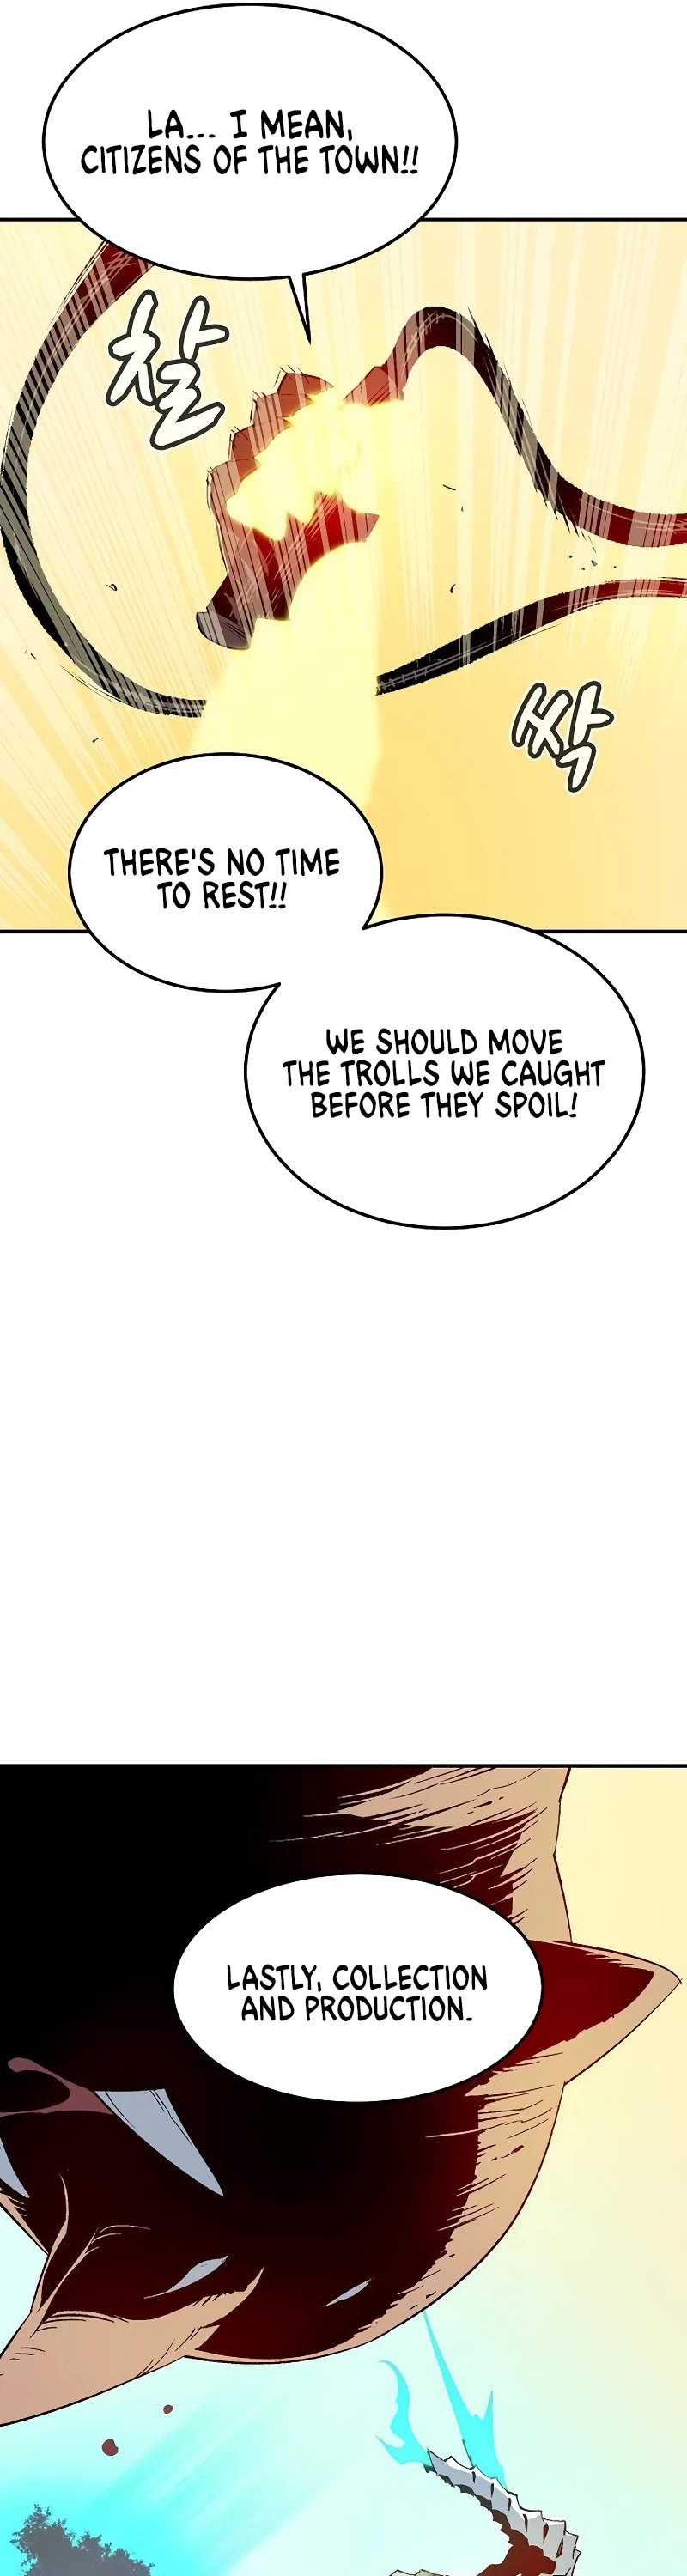 LA... I MEAN,
CITIZENS OF THE TOWN!!
찰
싹
THERE'S NO TIME
TO REST!!
WE SHOULD MOVE
THE TROLLS WE CAUGHT
BEFORE THEY SPOIL!
LASTLY, COLLECTION
AND PRODUCTION.